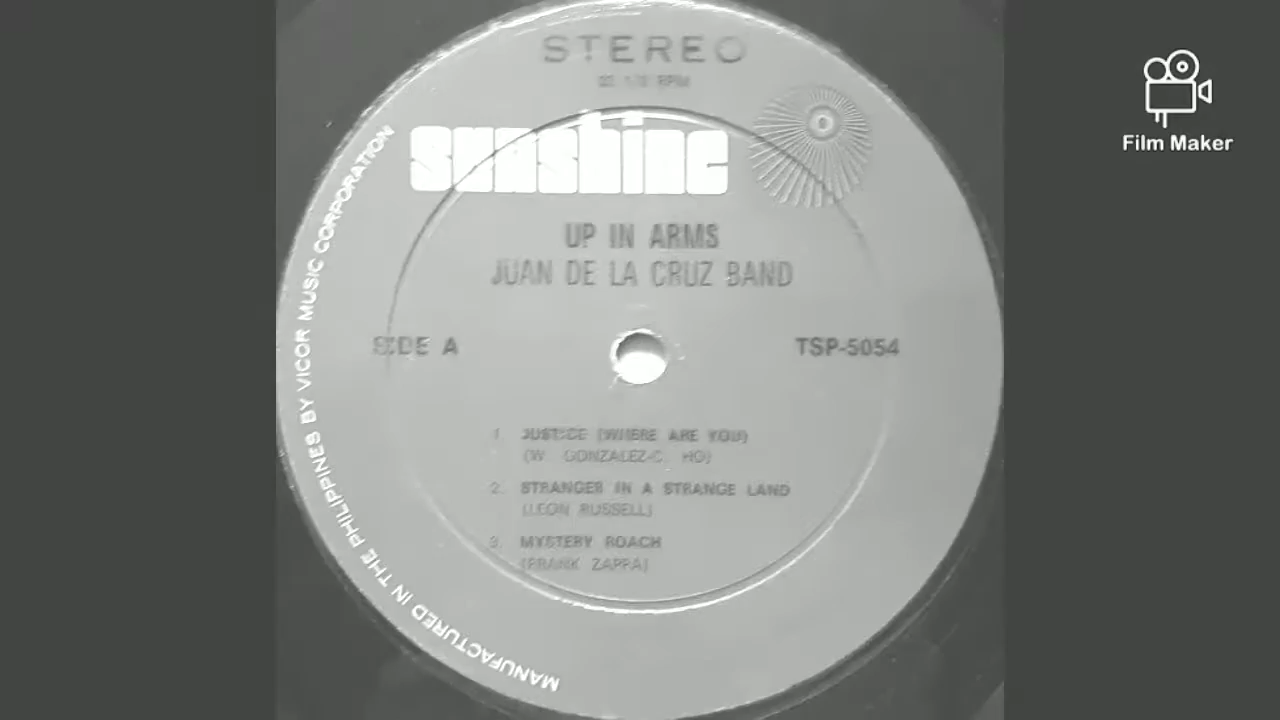 STEREO
33 1/3 RPM
sunshine
UP IN ARMS
JUAN DE LA CRUZ BAND
SIDE A
TSP-5054
1. JUSTICE (WHERE ARE YOU)
(W. GONZALEZ-C. HO)
2. STRANGER IN A STRANGE LAND
(LEON RUSSELL)
3. MYSTERY ROACH
(FRANK ZAPPA)
MANUFACTURED IN THE PHILIPPINES BY VICOR MUSIC CORPORATION
Film Maker